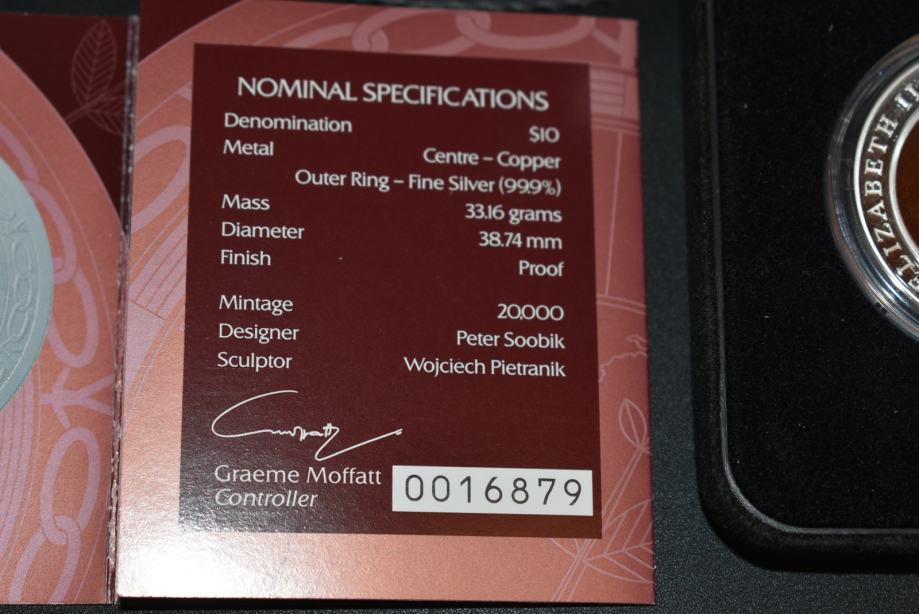 NOMINAL SPECIFICATIONS
Denomination $10
Metal Centre – Copper
Outer Ring – Fine Silver (99.9%)
Mass 33.16 grams
Diameter 38.74 mm
Finish Proof
Mintage 20,000
Designer Peter Soobik
Sculptor Wojciech Pietranik
Graeme Moffatt
Controller
0016879
ELIZABETH II